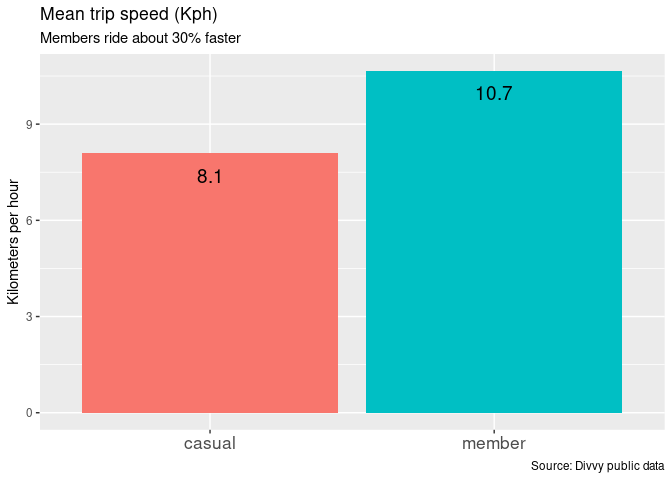 Mean trip speed (Kph)
Members ride about 30% faster
10.7
8.1
9
6
3
0
Kilometers per hour
casual member
Source: Divvy public data